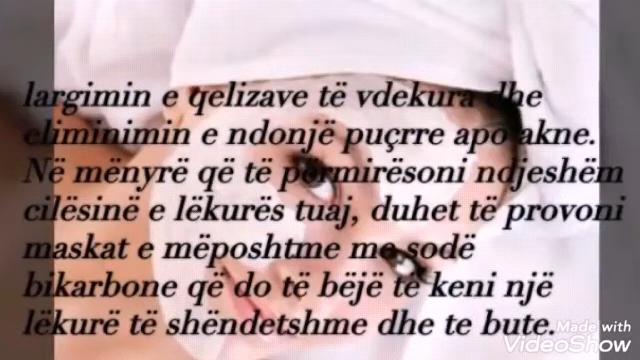 largimin e qelizave të vdekura dhe
eliminimin e ndonjë puçrre apo akne.
Në mënyrë që të përmirësoni ndjeshëm
cilësinë e lëkurës tuaj, duhet të provoni
maskat e mëposhtme me sodë
bikarbone që do të bëjë të keni një
lëkurë të shëndetshme dhe te bute.
Made with
VideoShow